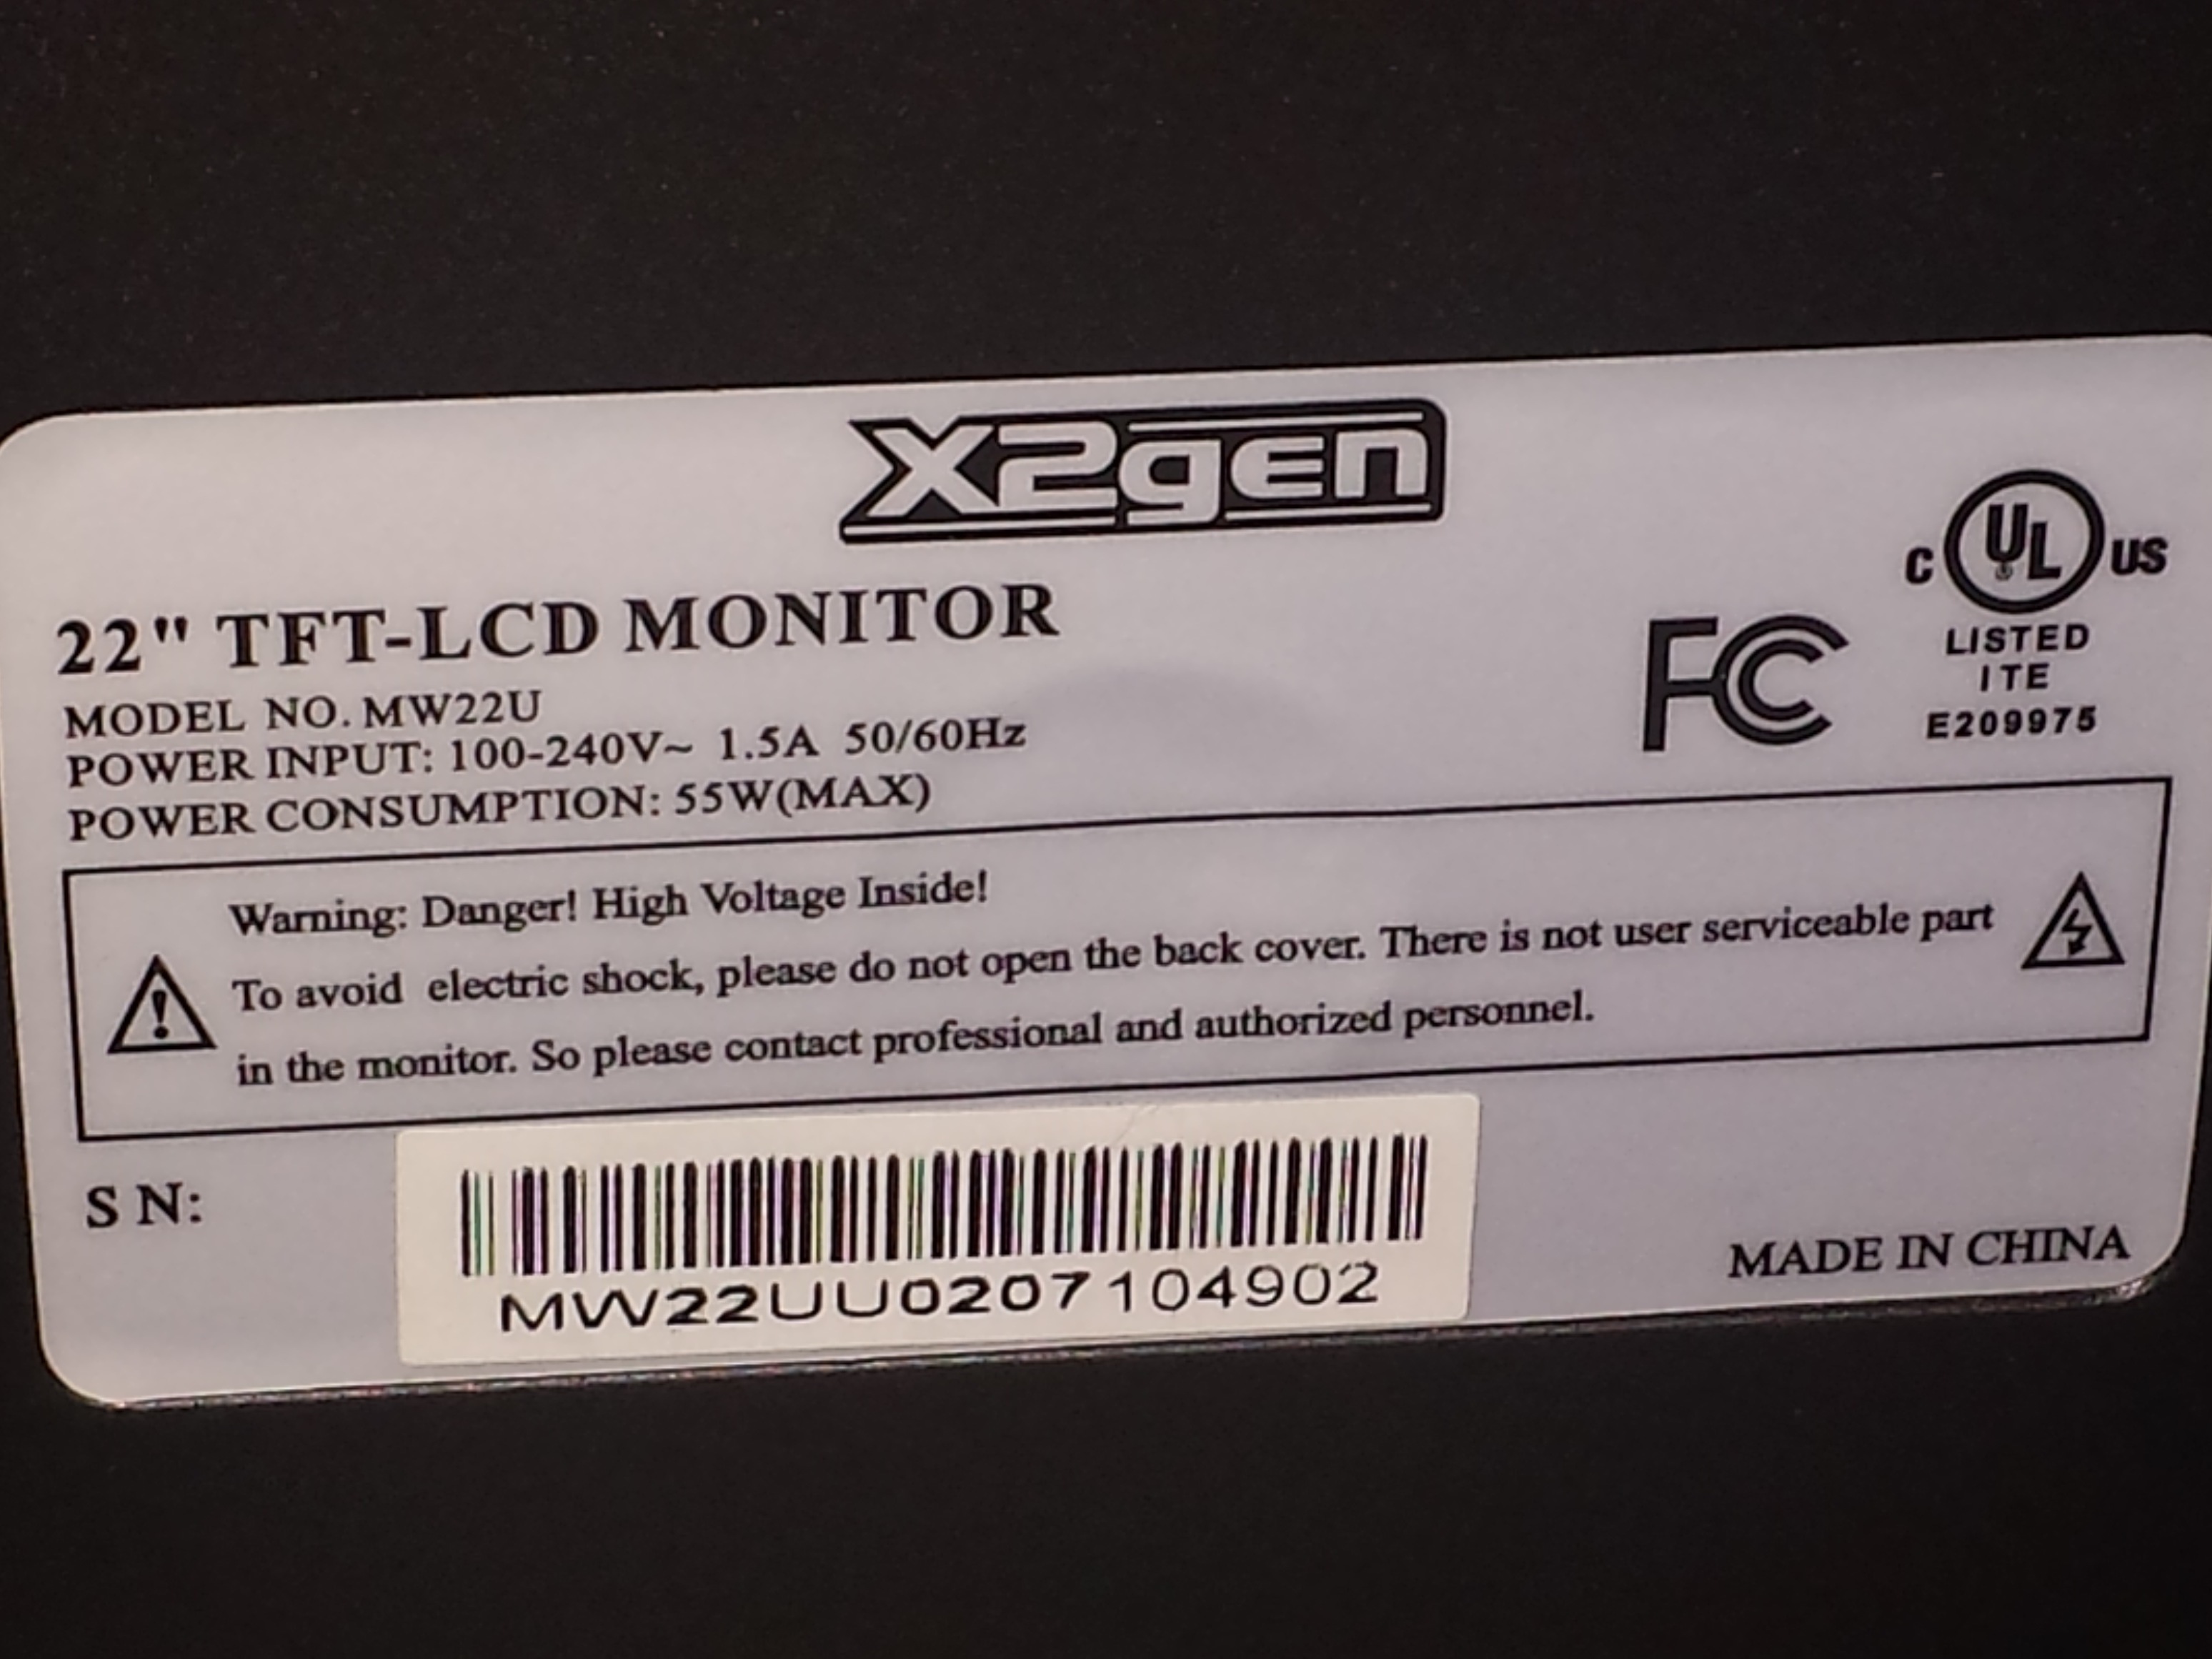 X2gen
C UL US
LISTED
ITE
E209975
FC
22" TFT-LCD MONITOR
MODEL NO. MW22U
POWER INPUT: 100-240V~ 1.5A 50/60Hz
POWER CONSUMPTION: 55W(MAX)
Warning: Danger! High Voltage Inside!
To avoid electric shock, please do not open the back cover. There is not user serviceable part
in the monitor. So please contact professional and authorized personnel.
S N:
MW22UU0207104902
MADE IN CHINA